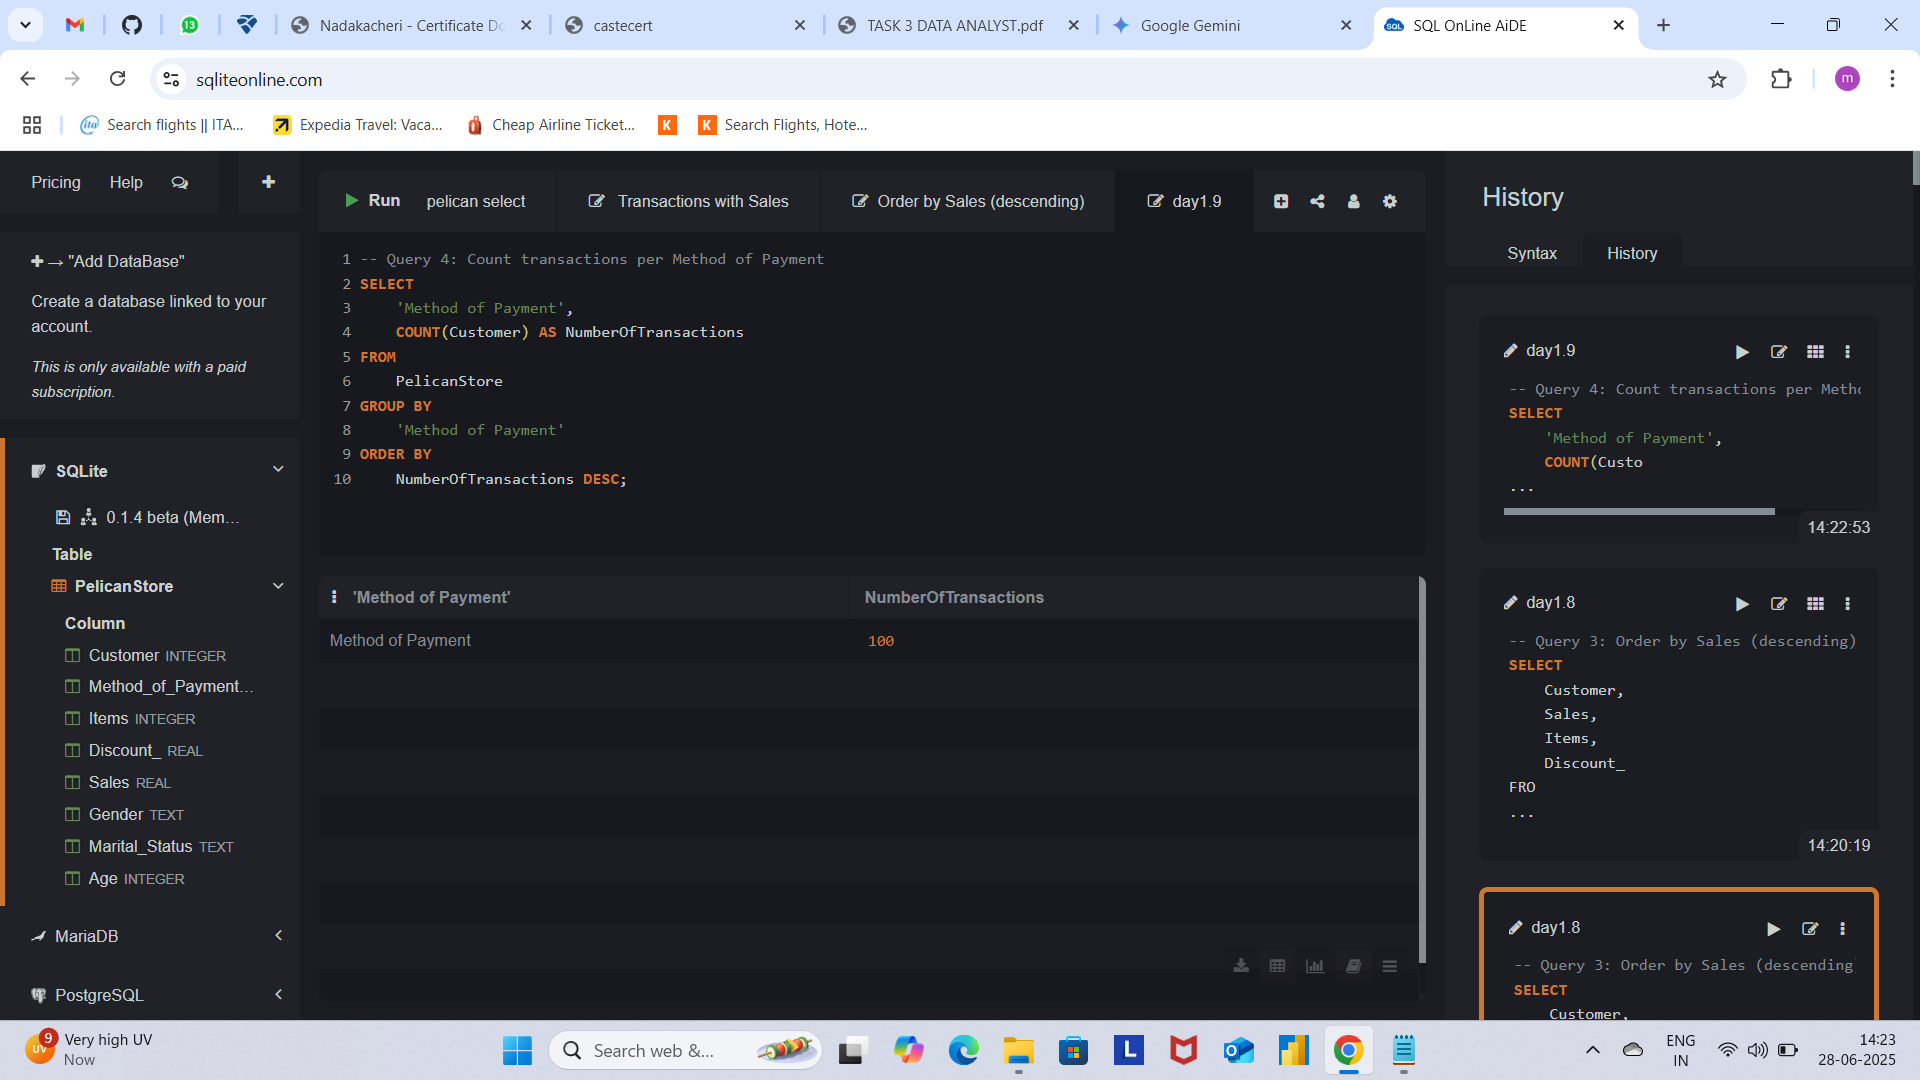 13
Nadakacheri - Certificate Do
castecert
TASK 3 DATA ANALYST.pdf
Google Gemini
SQL
SQL OnLine AiDE
sqliteonline.com
m
ita
Search flights || ITA...
Expedia Travel: Vaca...
Cheap Airline Ticket...
K
K
Search Flights, Hote...
Pricing
Help
Run
pelican select
Transactions with Sales
Order by Sales (descending)
day1.9
→ "Add DataBase"
Create a database linked to your
account.
This is only available with a paid
subscription.
SQLite
0.1.4 beta (Mem...
Table
PelicanStore
Column
Customer INTEGER
Method_of_Payment...
Items INTEGER
Discount_ REAL
Sales REAL
Gender TEXT
Marital_Status TEXT
Age INTEGER
MariaDB
PostgreSQL
1 -- Query 4: Count transactions per Method of Payment
2 SELECT
3 'Method of Payment',
4 COUNT(Customer) AS NumberOfTransactions
5 FROM
6 PelicanStore
7 GROUP BY
8 'Method of Payment'
9 ORDER BY
10 NumberOfTransactions DESC;
'Method of Payment'
NumberOfTransactions
Method of Payment
100
History
Syntax
History
day1.9
-- Query 4: Count transactions per Metho
SELECT
'Method of Payment',
COUNT(Custo
...
14:22:53
day1.8
-- Query 3: Order by Sales (descending)
SELECT
Customer,
Sales,
Items,
Discount_
FRO
...
14:20:19
day1.8
-- Query 3: Order by Sales (descending
SELECT
Customer,
9
UV
Very high UV
Now
Search web &...
L
ENG
IN
14:23
28-06-2025